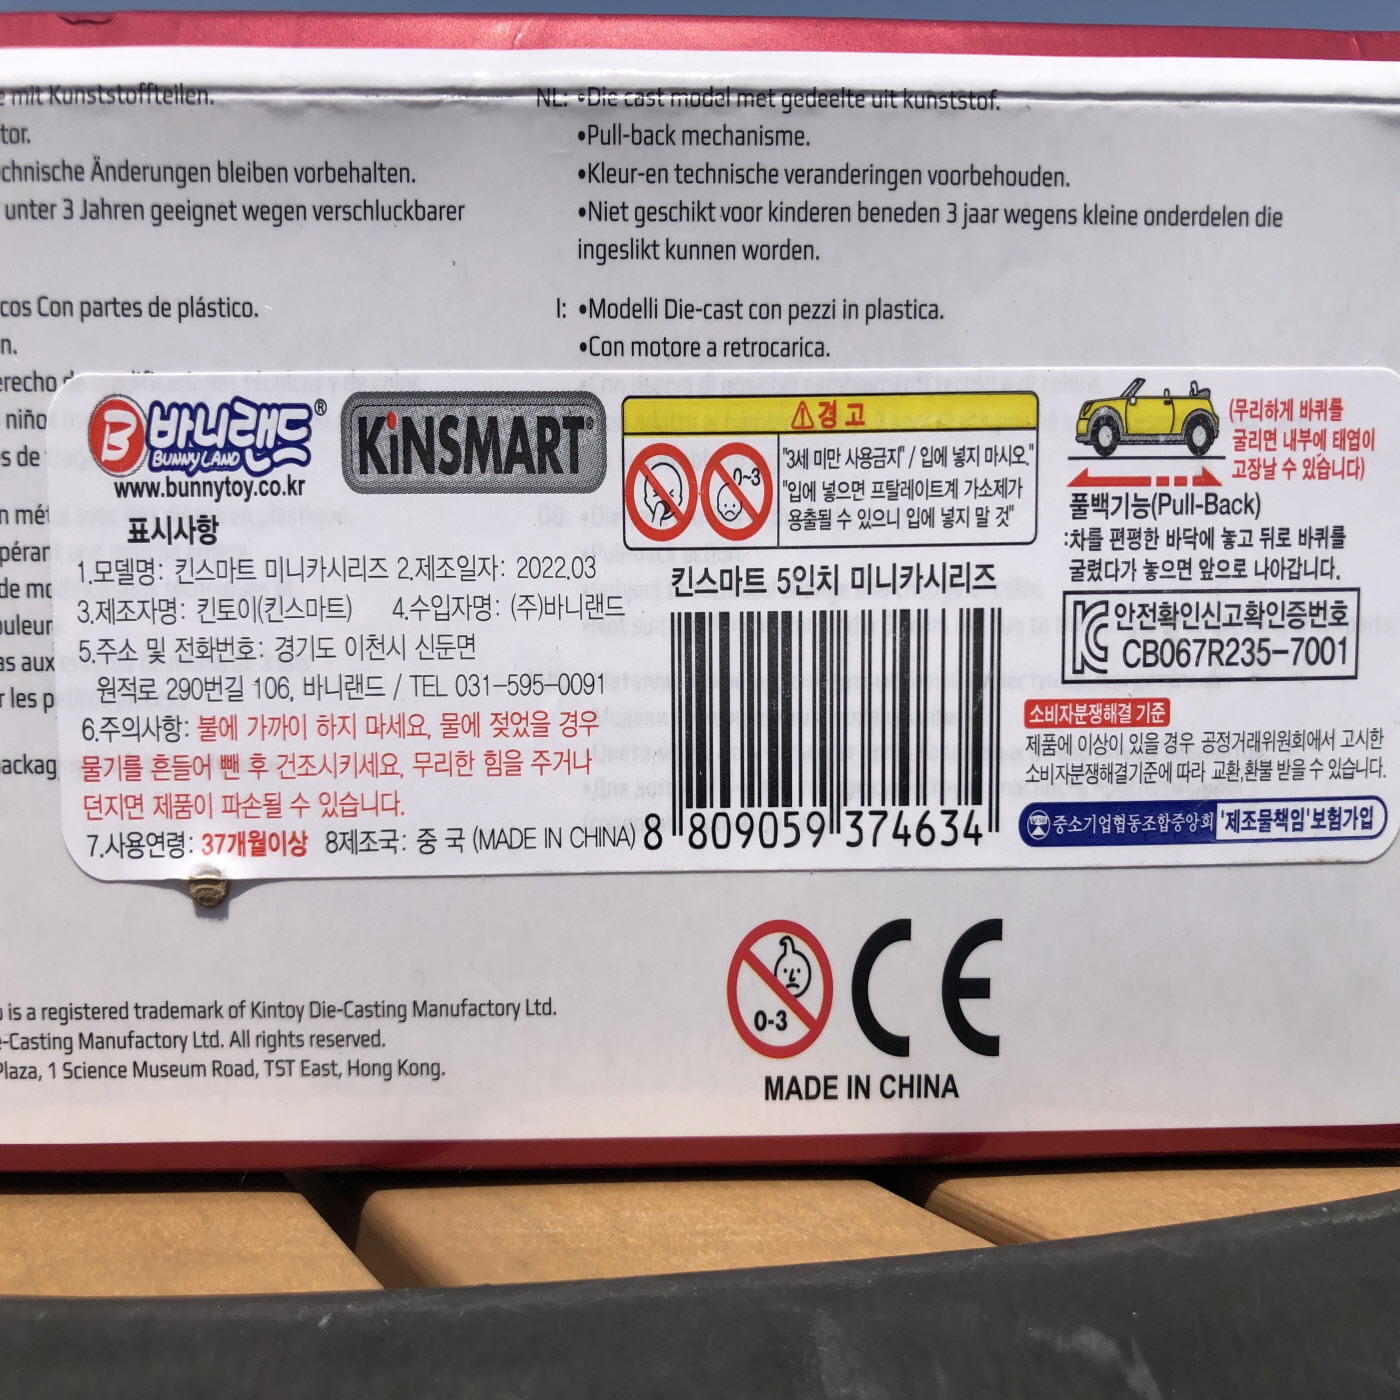 e mit Kunststoffteilen.
tor.
chnische Änderungen bleiben vorbehalten.
unter 3 Jahren geeignet wegen verschluckbarer
cos Con partes de plástico.
n.
erecho d
niño
s de
n mét
pérant
de mo
ouleur
as aux
r les p
packag
NL: •Die cast model met gedeelte uit kunststof.
•Pull-back mechanisme.
•Kleur-en technische veranderingen voorbehouden.
•Niet geschikt voor kinderen beneden 3 jaar wegens kleine onderdelen die
ingeslikt kunnen worden.
I: •Modelli Die-cast con pezzi in plastica.
•Con motore a retrocarica.
B 바니랜드®
BUNNY LAND
www.bunnytoy.co.kr
KiNSMART®
표시사항
1.모델명: 킨스마트 미니카시리즈 2.제조일자: 2022.03
3.제조자명: 킨토이(킨스마트) 4.수입자명: (주)바니랜드
5.주소 및 전화번호: 경기도 이천시 신둔면
원적로 290번길 106, 바니랜드 / TEL 031-595-0091
6.주의사항: 불에 가까이 하지 마세요, 물에 젖었을 경우
물기를 흔들어 뺀 후 건조시키세요, 무리한 힘을 주거나
던지면 제품이 파손될 수 있습니다.
7.사용연령: 37개월이상 8제조국: 중 국 (MADE IN CHINA)
⚠경 고
0~3
"3세 미만 사용금지" / 입에 넣지 마시오."
"입에 넣으면 프탈레이트계 가소제가
용출될 수 있으니 입에 넣지 말 것"
킨스마트 5인치 미니카시리즈
8 809059 374634
(무리하게 바퀴를
굴리면 내부에 태엽이
고장날 수 있습니다)
풀백기능(Pull-Back)
:차를 편평한 바닥에 놓고 뒤로 바퀴를
굴렸다가 놓으면 앞으로 나아갑니다.
KC 안전확인신고확인증번호
CB067R235-7001
소비자분쟁해결 기준
제품에 이상이 있을 경우 공정거래위원회에서 고시한
소비자분쟁해결기준에 따라 교환,환불 받을 수 있습니다.
중소기업협동조합중앙회 '제조물책임'보험가입
0-3
CE
MADE IN CHINA
is a registered trademark of Kintoy Die-Casting Manufactory Ltd.
e-Casting Manufactory Ltd. All rights reserved.
Plaza, 1 Science Museum Road, TST East, Hong Kong.